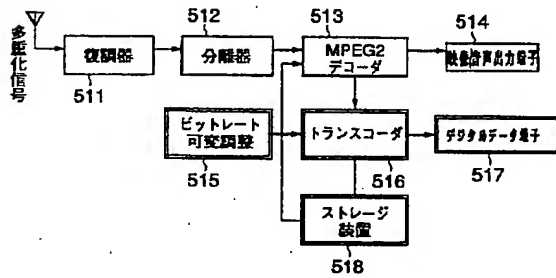 多重化信号
復調器
511
分離器
512
MPEG2
デコーダ
513
映像音声出力端子
514
ビットレート
可変調整
515
トランスコーダ
516
デジタルデータ端子
517
ストレージ
装置
518